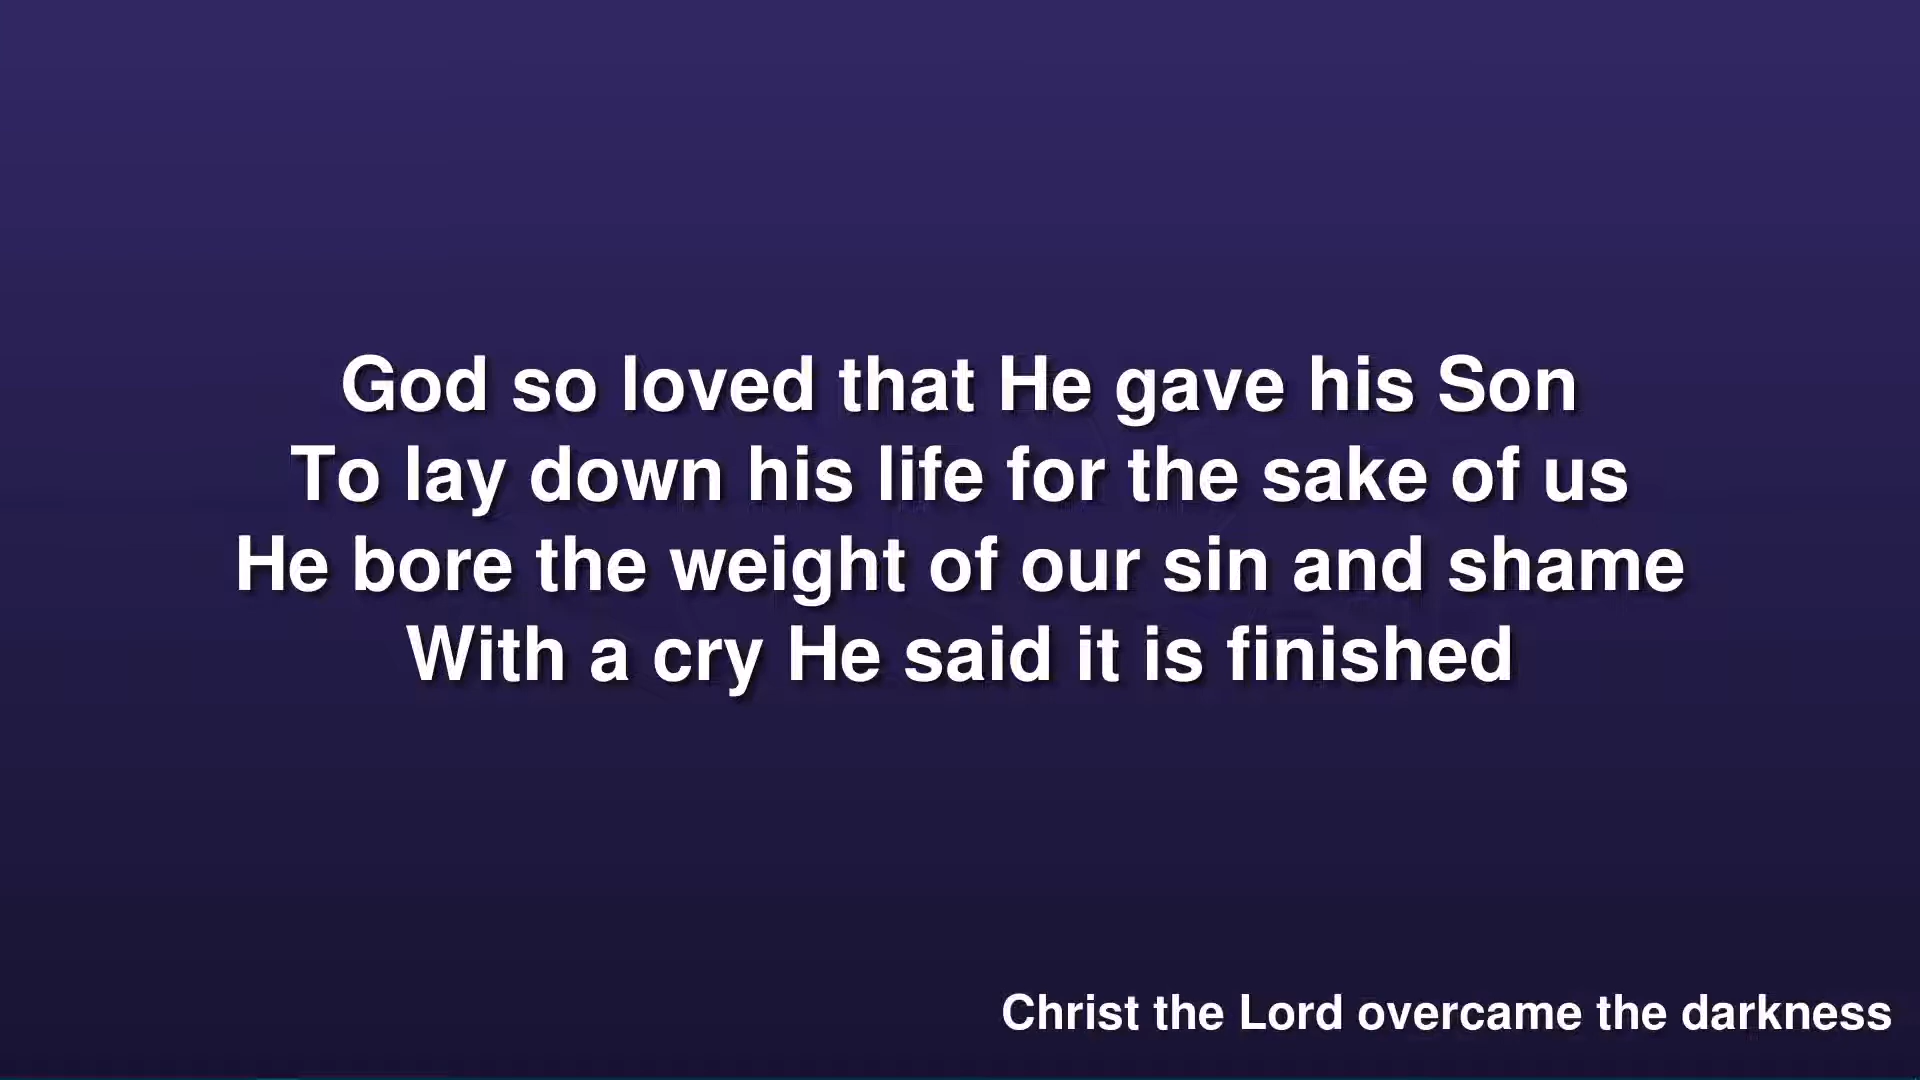 God so loved that He gave his Son
To lay down his life for the sake of us
He bore the weight of our sin and shame
With a cry He said it is finished
Christ the Lord overcame the darkness